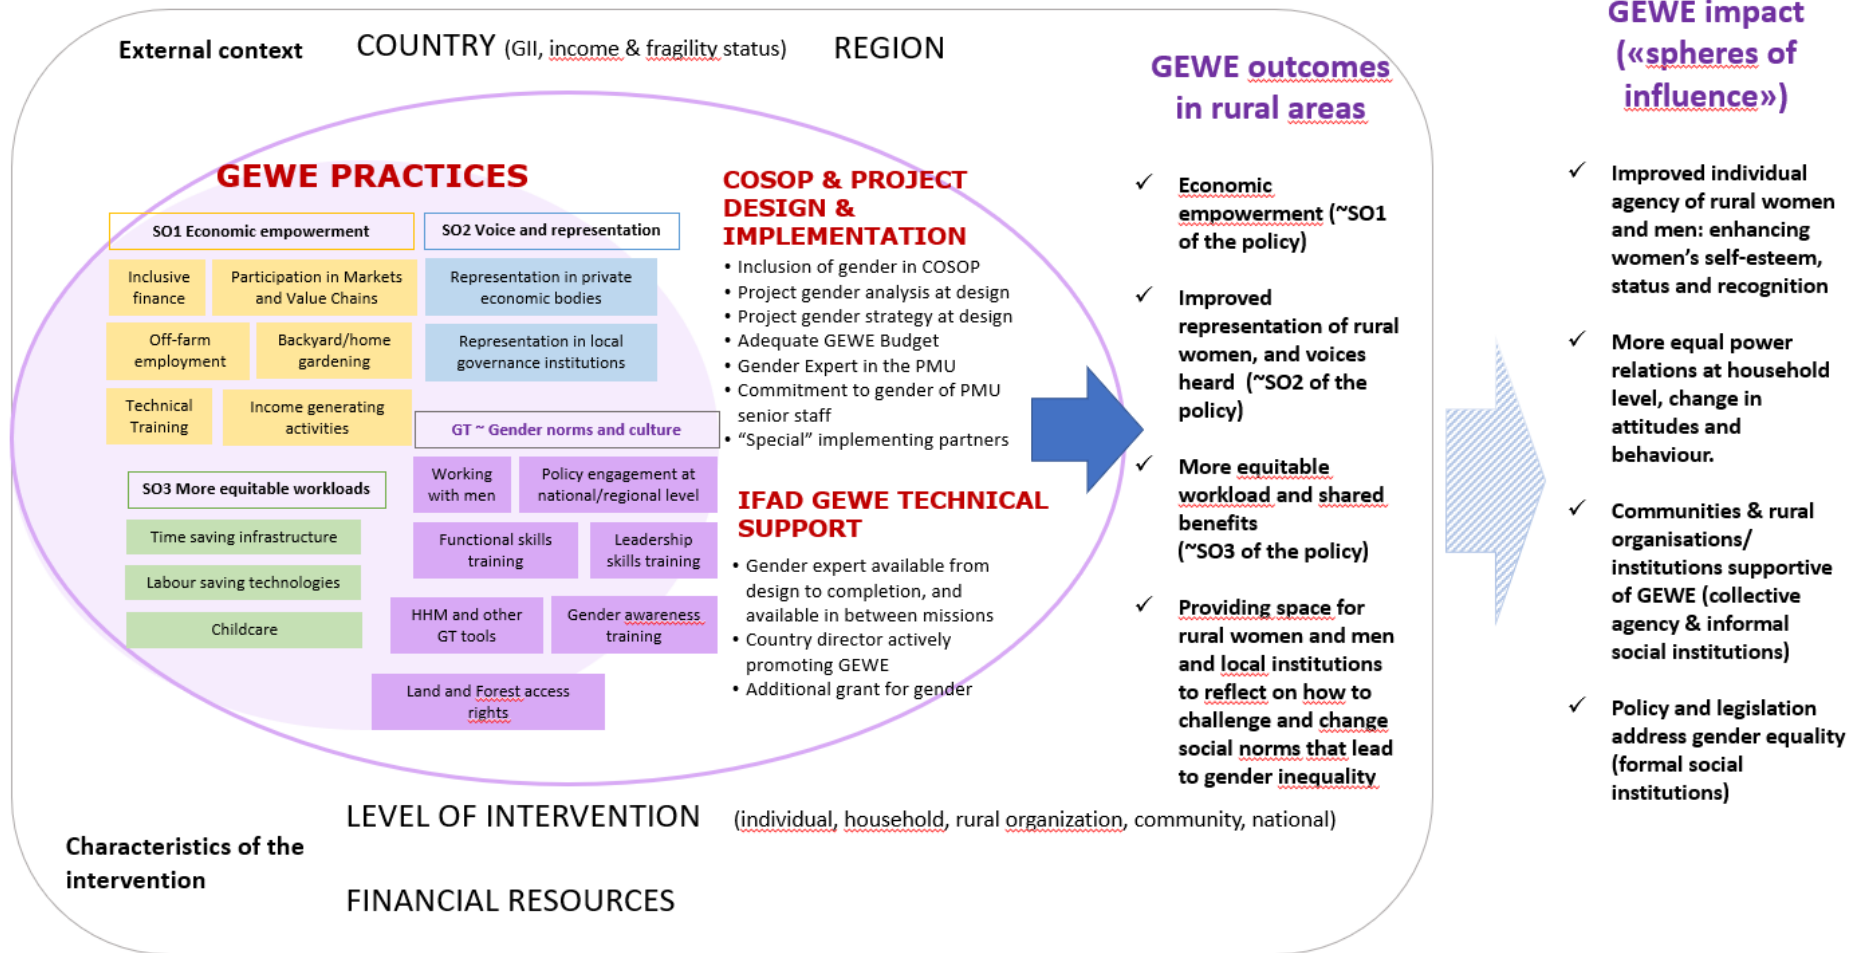 External context
COUNTRY (GII, income & fragility status)
REGION
GEWE PRACTICES
SO1 Economic empowerment
Inclusive
finance
Participation in Markets
and Value Chains
Off-farm
employment
Backyard/home
gardening
Technical
Training
Income generating
activities
SO2 Voice and representation
Representation in private
economic bodies
Representation in local
governance institutions
SO3 More equitable workloads
Time saving infrastructure
Labour saving technologies
Childcare
GT ~ Gender norms and culture
Working
with men
Policy engagement at
national/regional level
Functional skills
training
Leadership
skills training
HHM and other
GT tools
Gender awareness
training
Land and Forest access
rights
COSOP & PROJECT
DESIGN &
IMPLEMENTATION
• Inclusion of gender in COSOP
• Project gender analysis at design
• Project gender strategy at design
• Adequate GEWE Budget
• Gender Expert in the PMU
• Commitment to gender of PMU
senior staff
• “Special” implementing partners
IFAD GEWE TECHNICAL
SUPPORT
• Gender expert available from
design to completion, and
available in between missions
• Country director actively
promoting GEWE
• Additional grant for gender
GEWE outcomes
in rural areas
✓ Economic
empowerment (~SO1
of the policy)
✓ Improved
representation of rural
women, and voices
heard (~SO2 of the
policy)
✓ More equitable
workload and shared
benefits
(~SO3 of the policy)
✓ Providing space for
rural women and men
and local institutions
to reflect on how to
challenge and change
social norms that lead
to gender inequality
GEWE impact
(«spheres of
influence»)
✓ Improved individual
agency of rural women
and men: enhancing
women’s self-esteem,
status and recognition
✓ More equal power
relations at household
level, change in
attitudes and
behaviour.
✓ Communities & rural
organisations/
institutions supportive
of GEWE (collective
agency & informal
social institutions)
✓ Policy and legislation
address gender equality
(formal social
institutions)
LEVEL OF INTERVENTION (individual, household, rural organization, community, national)
Characteristics of the
intervention
FINANCIAL RESOURCES